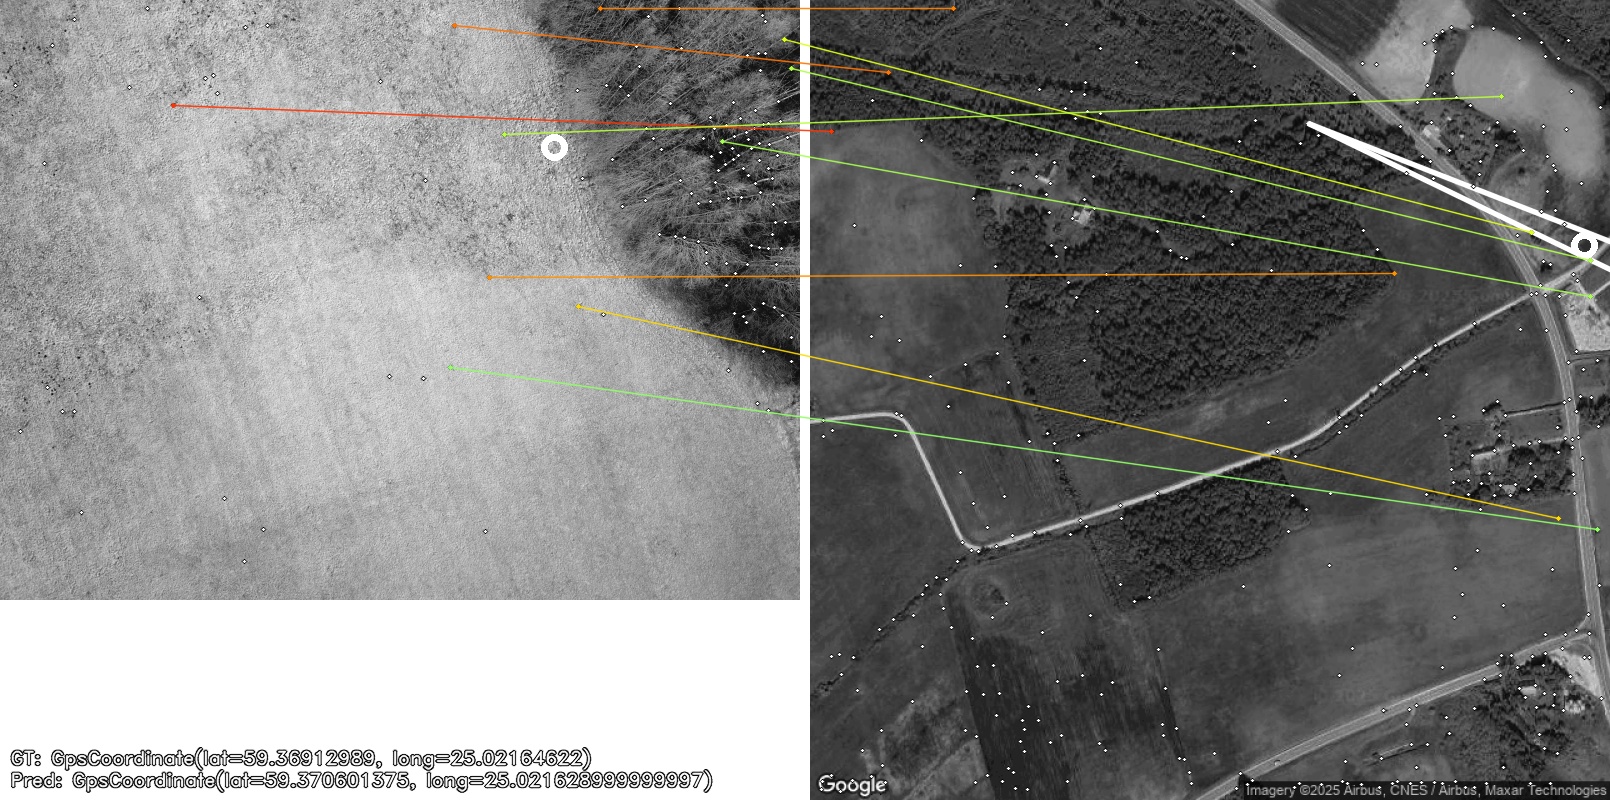 GT: GpsCoordinate(lat=59.36912989, long=25.02164622)
Pred: GpsCoordinate(lat=59.370601375, long=25.0216289999999997)
Google
Imagery ©2025 Airbus, CNES / Airbus, Maxar Technologies